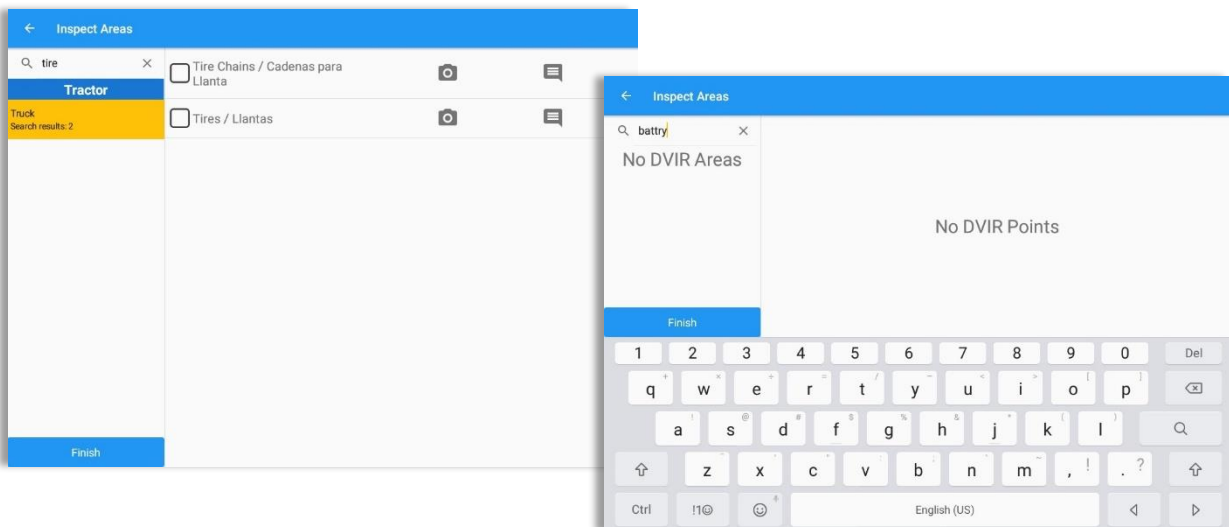 Inspect Areas
tire
Tractor
Truck
Search results: 2
Tire Chains / Cadenas para
Llanta
Tires / Llantas
Finish
Inspect Areas
battry
No DVIR Areas
No DVIR Points
Finish
1 2 3 4 5 6 7 8 9 0 Del
+ × ÷ = / _ < > [ ]
q w e r t y u i o p
! @ # $ % & * ( )
a s d f g h j k l
- ' " : ; , ?
z x c v b n m , ! . ?
Ctrl !1☺ English (US)